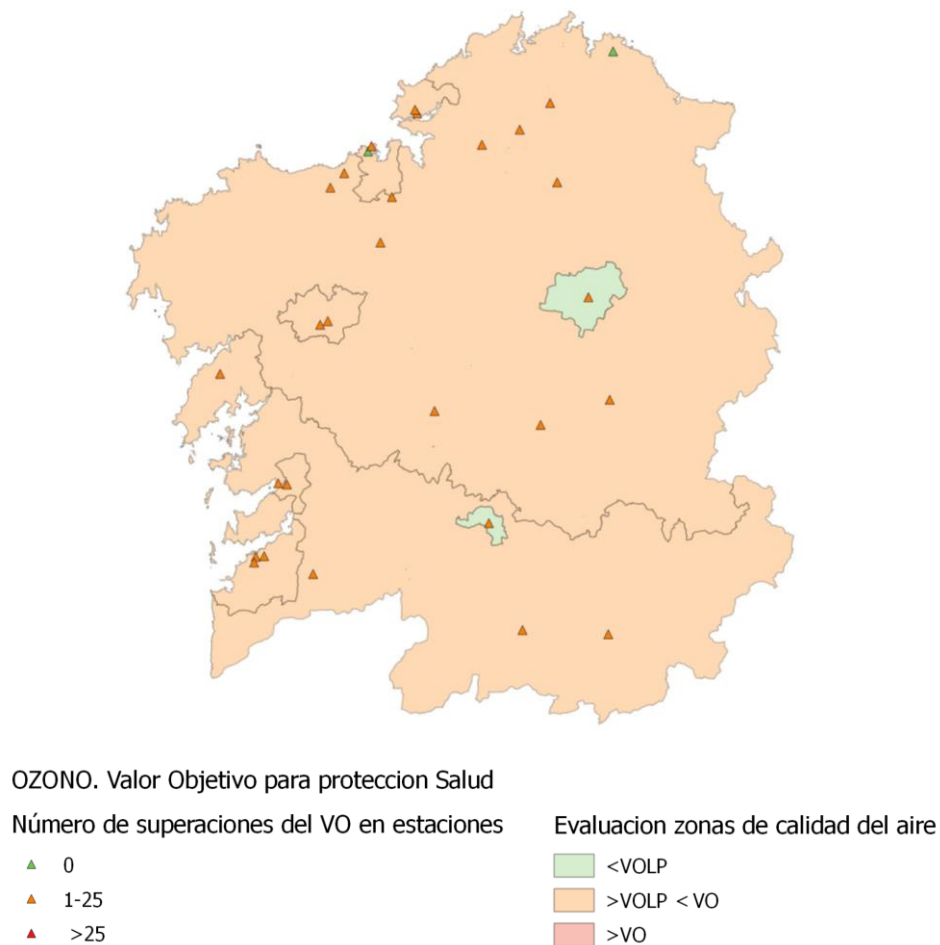 OZONO. Valor Objetivo para proteccion Salud
Número de superaciones del VO en estaciones
0
1-25
>25
Evaluacion zonas de calidad del aire
<VOLP
>VOLP < VO
>VO